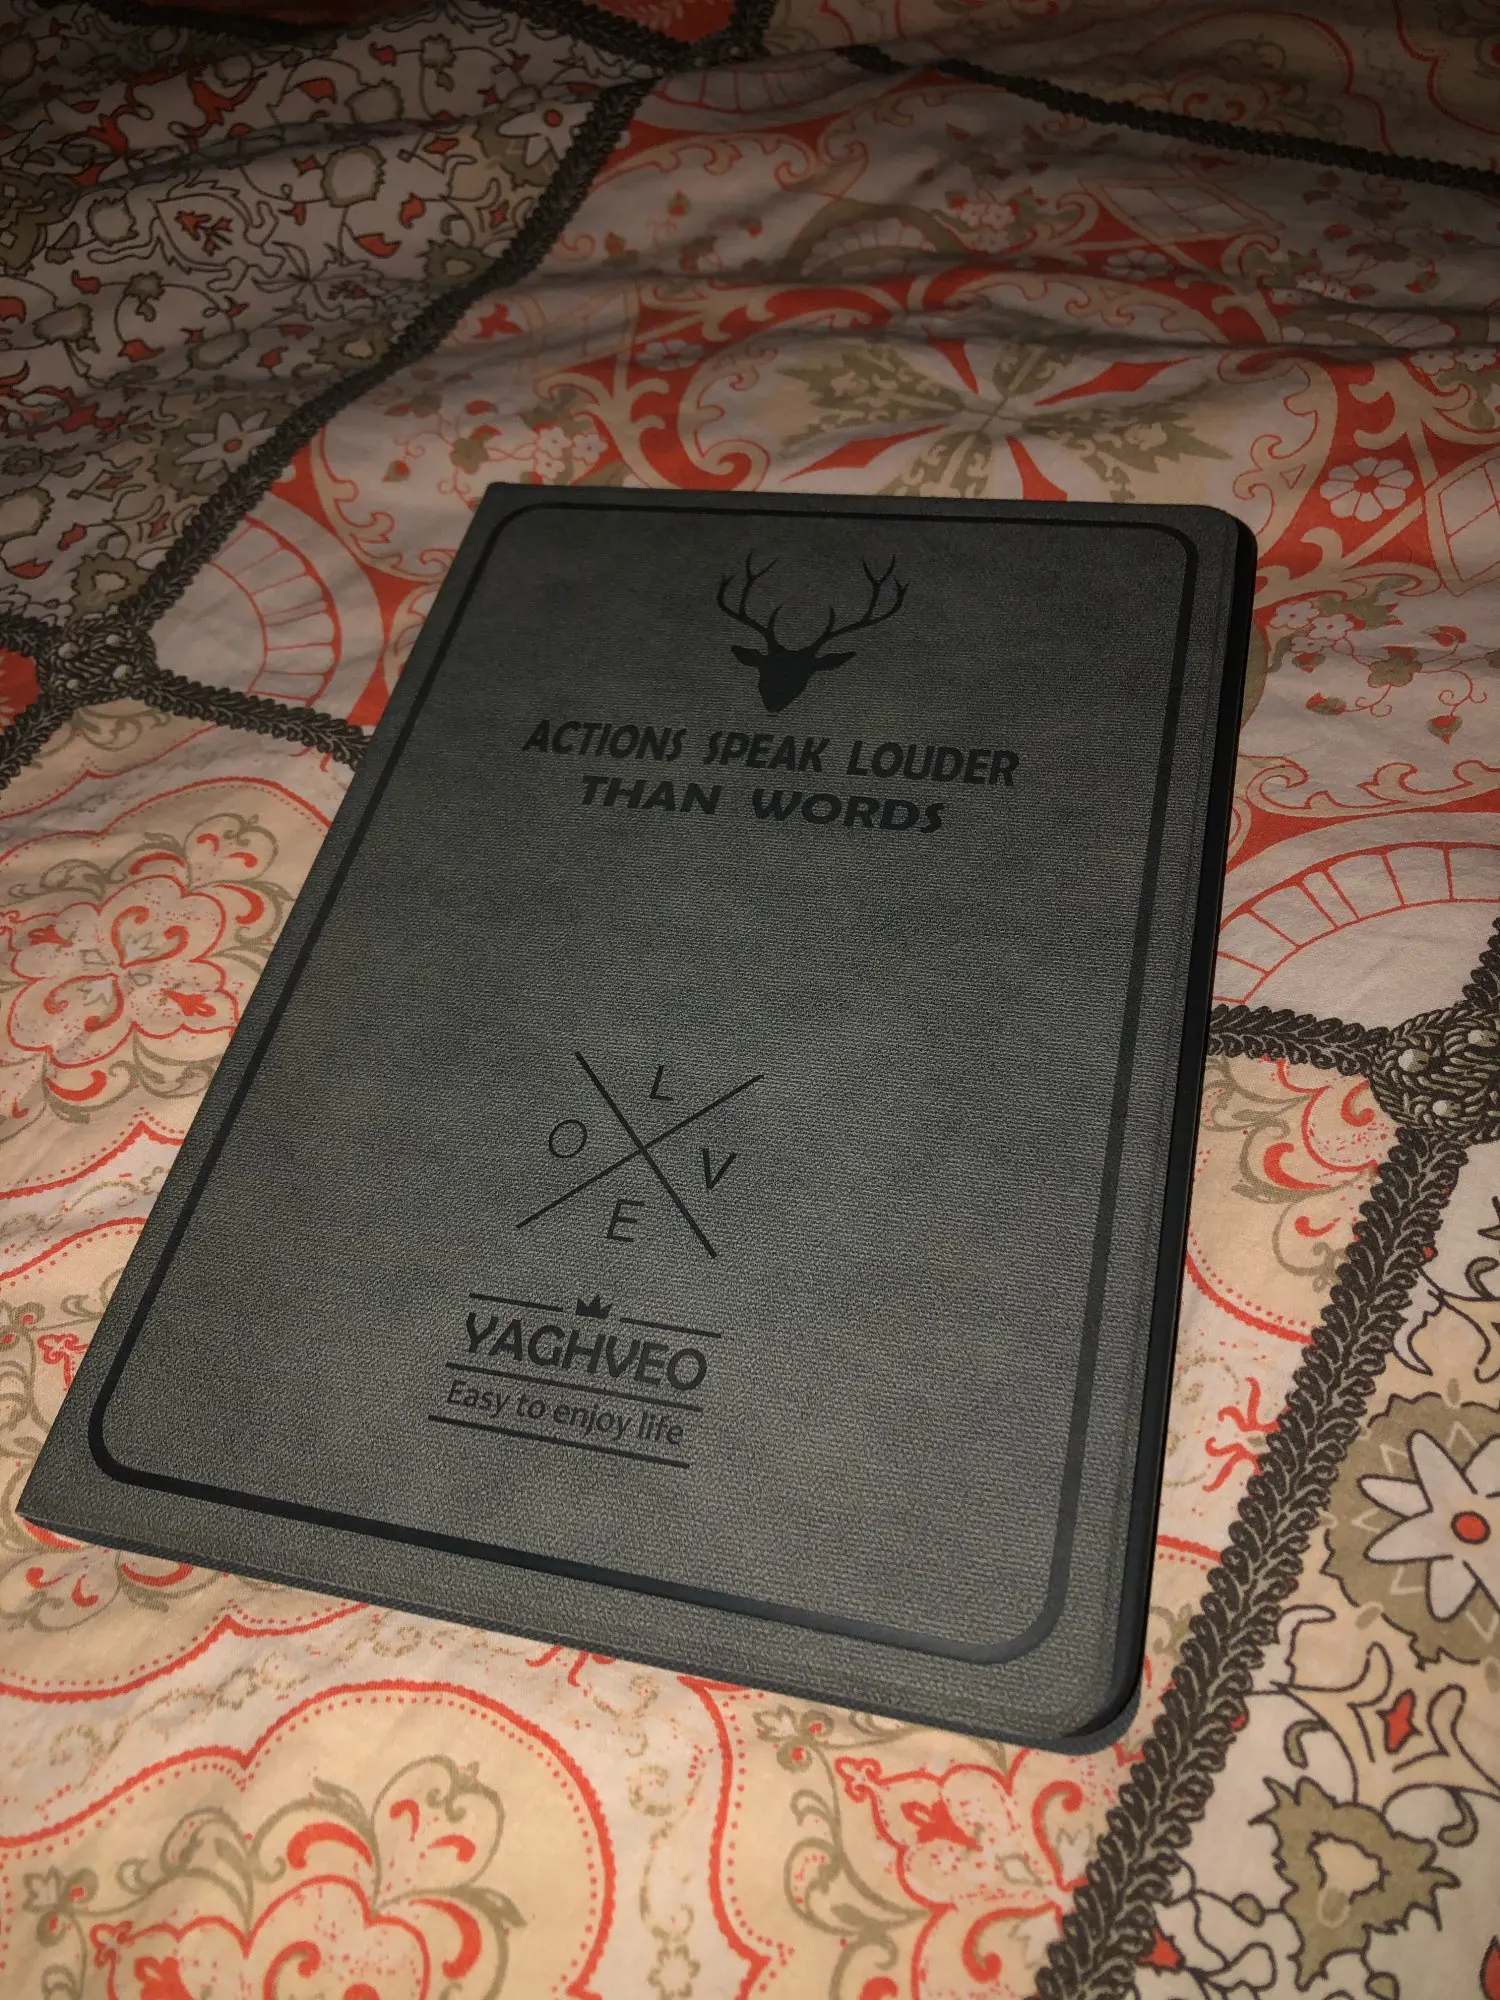 ACTIONS SPEAK LOUDER
THAN WORDS
L
O V
E
YAGHVEO
Easy to enjoy life